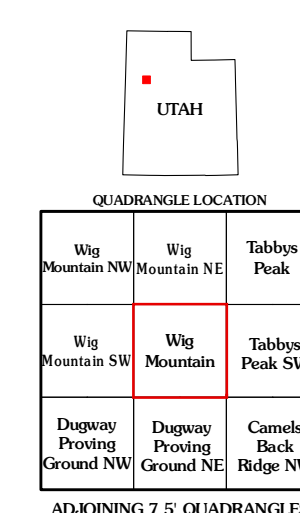 UTAH
QUADRANGLE LOCATION
Wig
Mountain NW
Wig
Mountain NE
Tabbys
Peak
Wig
Mountain SW
Wig
Mountain
Tabbys
Peak SW
Dugway
Proving
Ground NW
Dugway
Proving
Ground NE
Camels
Back
Ridge NW
ADJOINING 7.5' QUADRANGLES